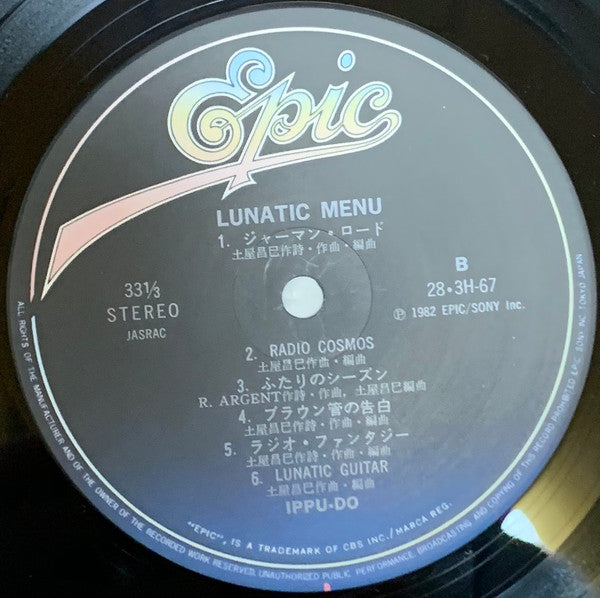 Epic
LUNATIC MENU
1. ジャーマン・ロード
土屋昌巳作詩・作曲・編曲
33⅓
STEREO
JASRAC
B
28・3H-67
Ⓟ 1982 EPIC/SONY Inc.
2. RADIO COSMOS
土屋昌巳作曲・編曲
3. ふたりのシーズン
R. ARGENT作詩・作曲, 土屋昌巳編曲
4. ブラウン管の告白
土屋昌巳作詩・作曲・編曲
5. ラジオ・ファンタジー
土屋昌巳作詩・作曲・編曲
6. LUNATIC GUITAR
土屋昌巳作曲・編曲
IPPU-DO
"EPIC", IS A TRADEMARK OF CBS INC./MARCA REG.
ALL RIGHTS OF THE MANUFACTURER AND OF THE OWNER OF THE RECORDED WORK RESERVED. UNAUTHORIZED PUBLIC PERFORMANCE, BROADCASTING AND COPYING OF THIS RECORD PROHIBITED EPIC SONY INC TOKYO JAPAN